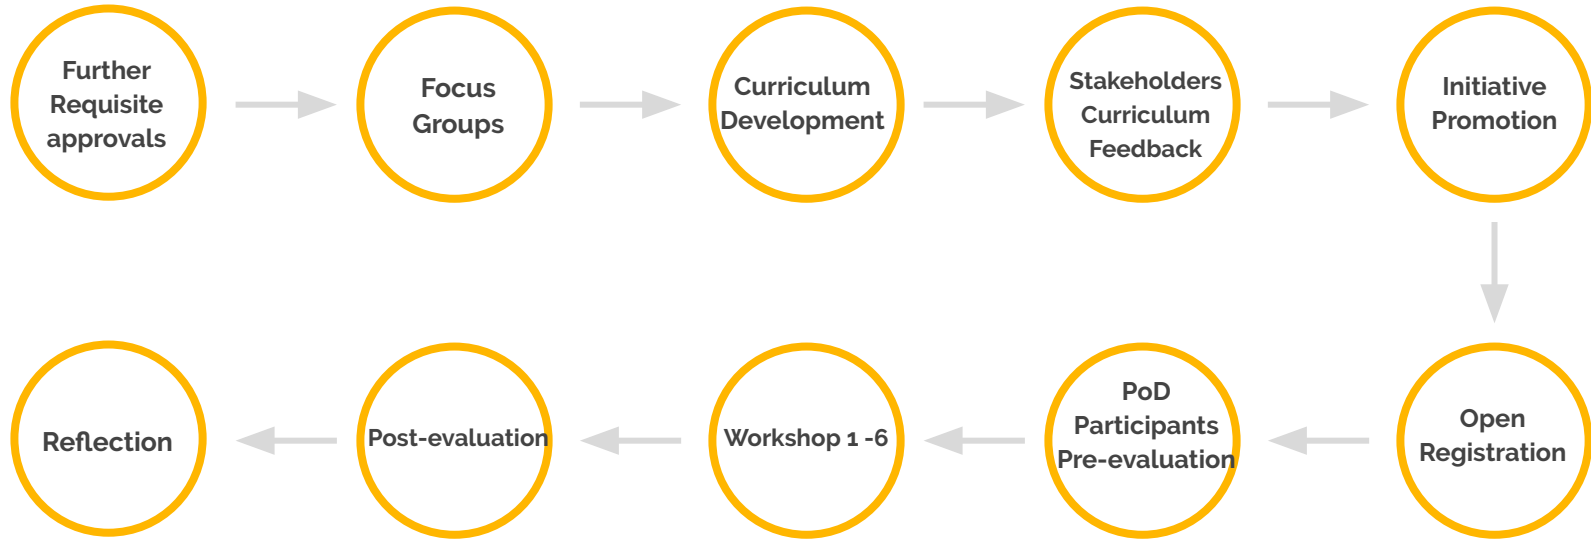 Further
Requisite
approvals
Focus
Groups
Curriculum
Development
Stakeholders
Curriculum
Feedback
Initiative
Promotion
Open
Registration
PoD
Participants
Pre-evaluation
Workshop 1 -6
Post-evaluation
Reflection